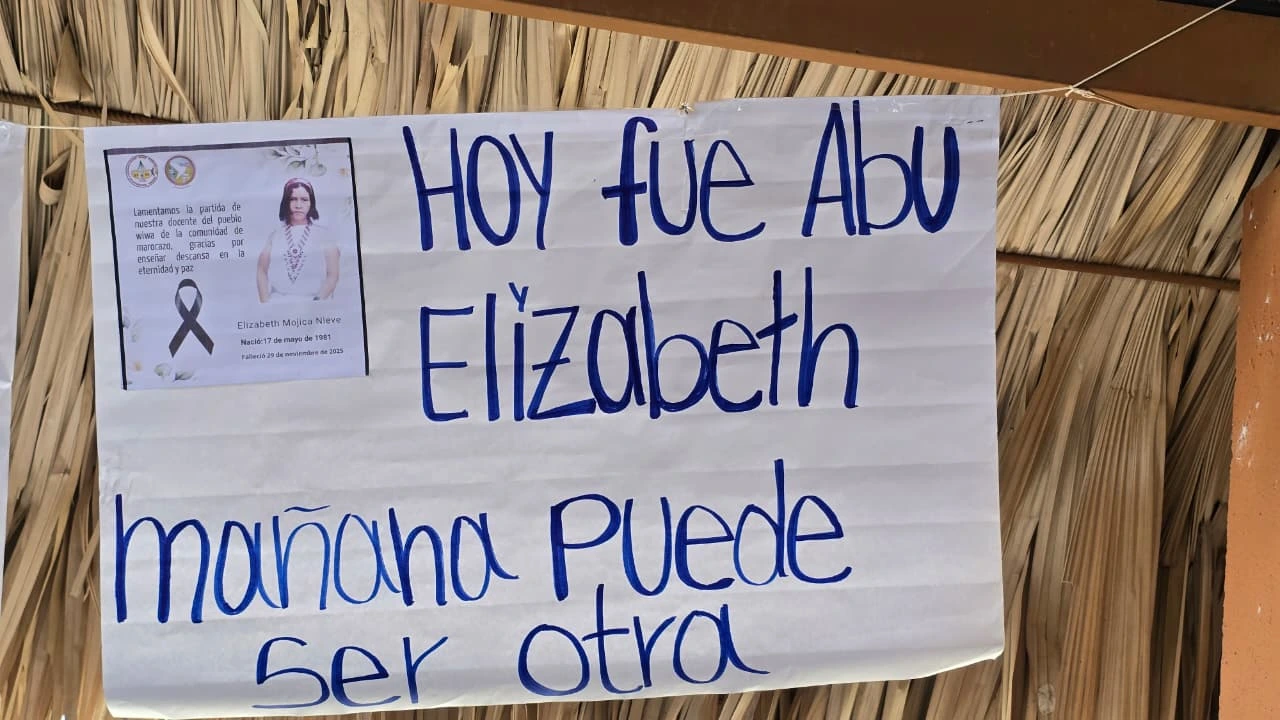 Lamentamos la partida de
nuestra docente del pueblo
wiwa de la comunidad de
marocazo, gracias por
enseñar descansa en la
eternidad y paz
Elizabeth Mojica Nieve
Nació:17 de mayo de 1981
Falleció 29 de noviembre de 2025
HOY fue Abu
Elizabeth
mañana puede
ser otra